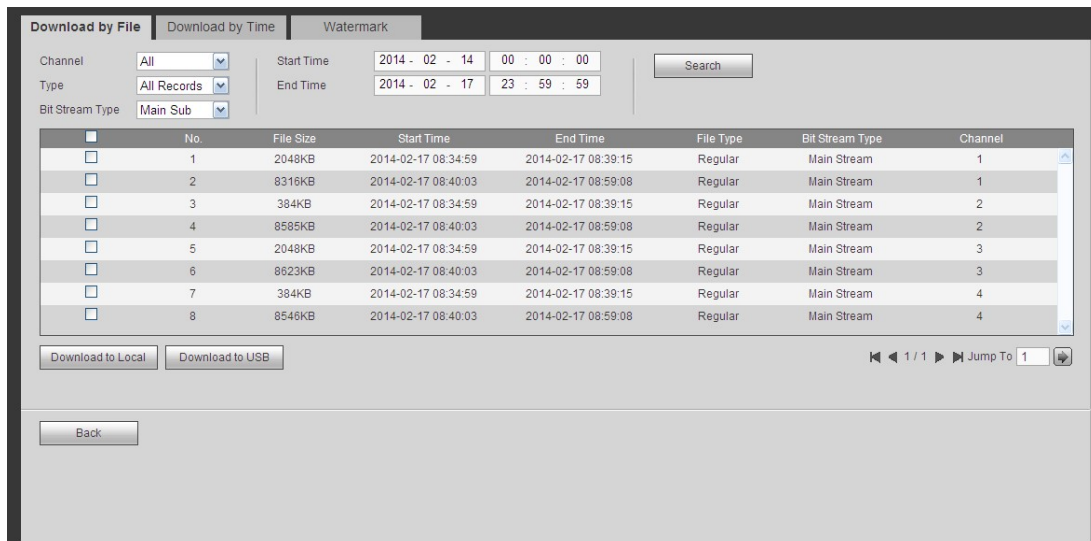 Download by File Download by Time Watermark
Channel All Start Time 2014 - 02 - 14 00 : 00 : 00 Search
Type All Records End Time 2014 - 02 - 17 23 : 59 : 59
Bit Stream Type Main Sub
No. File Size Start Time End Time File Type Bit Stream Type Channel
1 2048KB 2014-02-17 08:34:59 2014-02-17 08:39:15 Regular Main Stream 1
2 8316KB 2014-02-17 08:40:03 2014-02-17 08:59:08 Regular Main Stream 1
3 384KB 2014-02-17 08:34:59 2014-02-17 08:39:15 Regular Main Stream 2
4 8585KB 2014-02-17 08:40:03 2014-02-17 08:59:08 Regular Main Stream 2
5 2048KB 2014-02-17 08:34:59 2014-02-17 08:39:15 Regular Main Stream 3
6 8623KB 2014-02-17 08:40:03 2014-02-17 08:59:08 Regular Main Stream 3
7 384KB 2014-02-17 08:34:59 2014-02-17 08:39:15 Regular Main Stream 4
8 8546KB 2014-02-17 08:40:03 2014-02-17 08:59:08 Regular Main Stream 4
Download to Local Download to USB 1 / 1 Jump To 1
Back